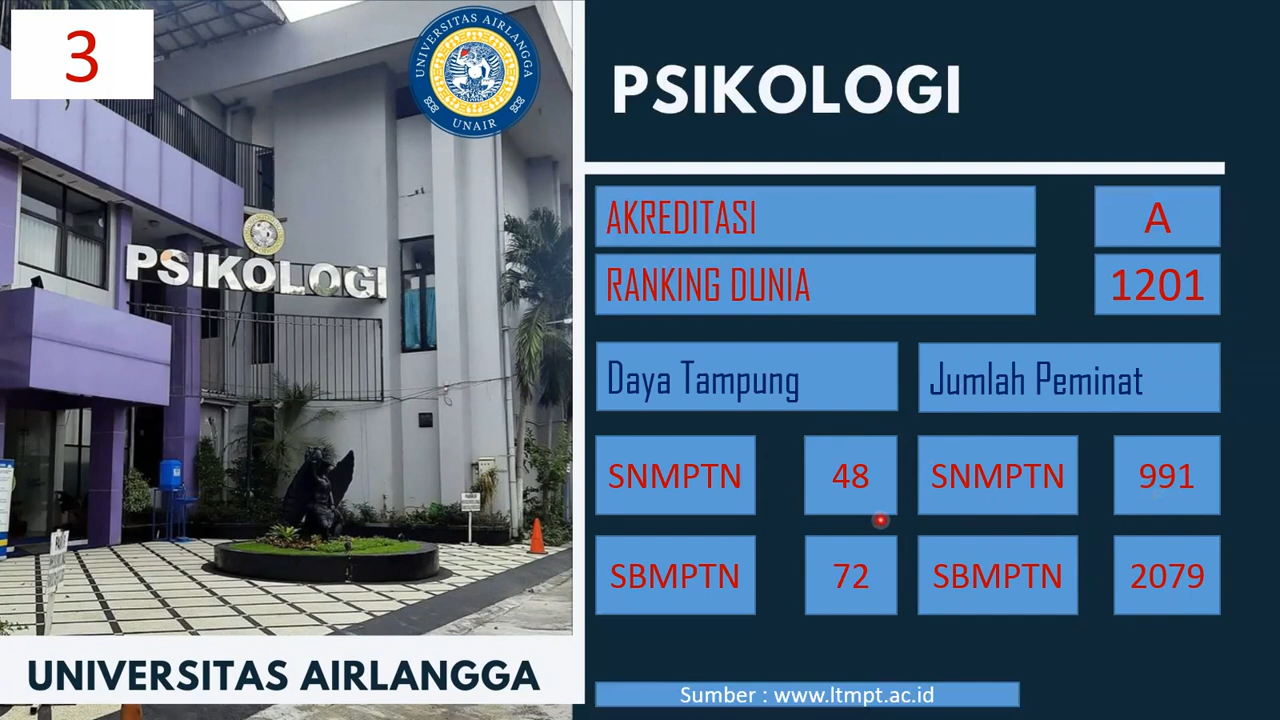 3
UNIVERSITAS AIRLANGGA
UNAIR
PSIKOLOGI
UNIVERSITAS AIRLANGGA
PSIKOLOGI
AKREDITASI
A
RANKING DUNIA
1201
Daya Tampung
Jumlah Peminat
SNMPTN
48
SNMPTN
991
SBMPTN
72
SBMPTN
2079
Sumber : www.ltmpt.ac.id